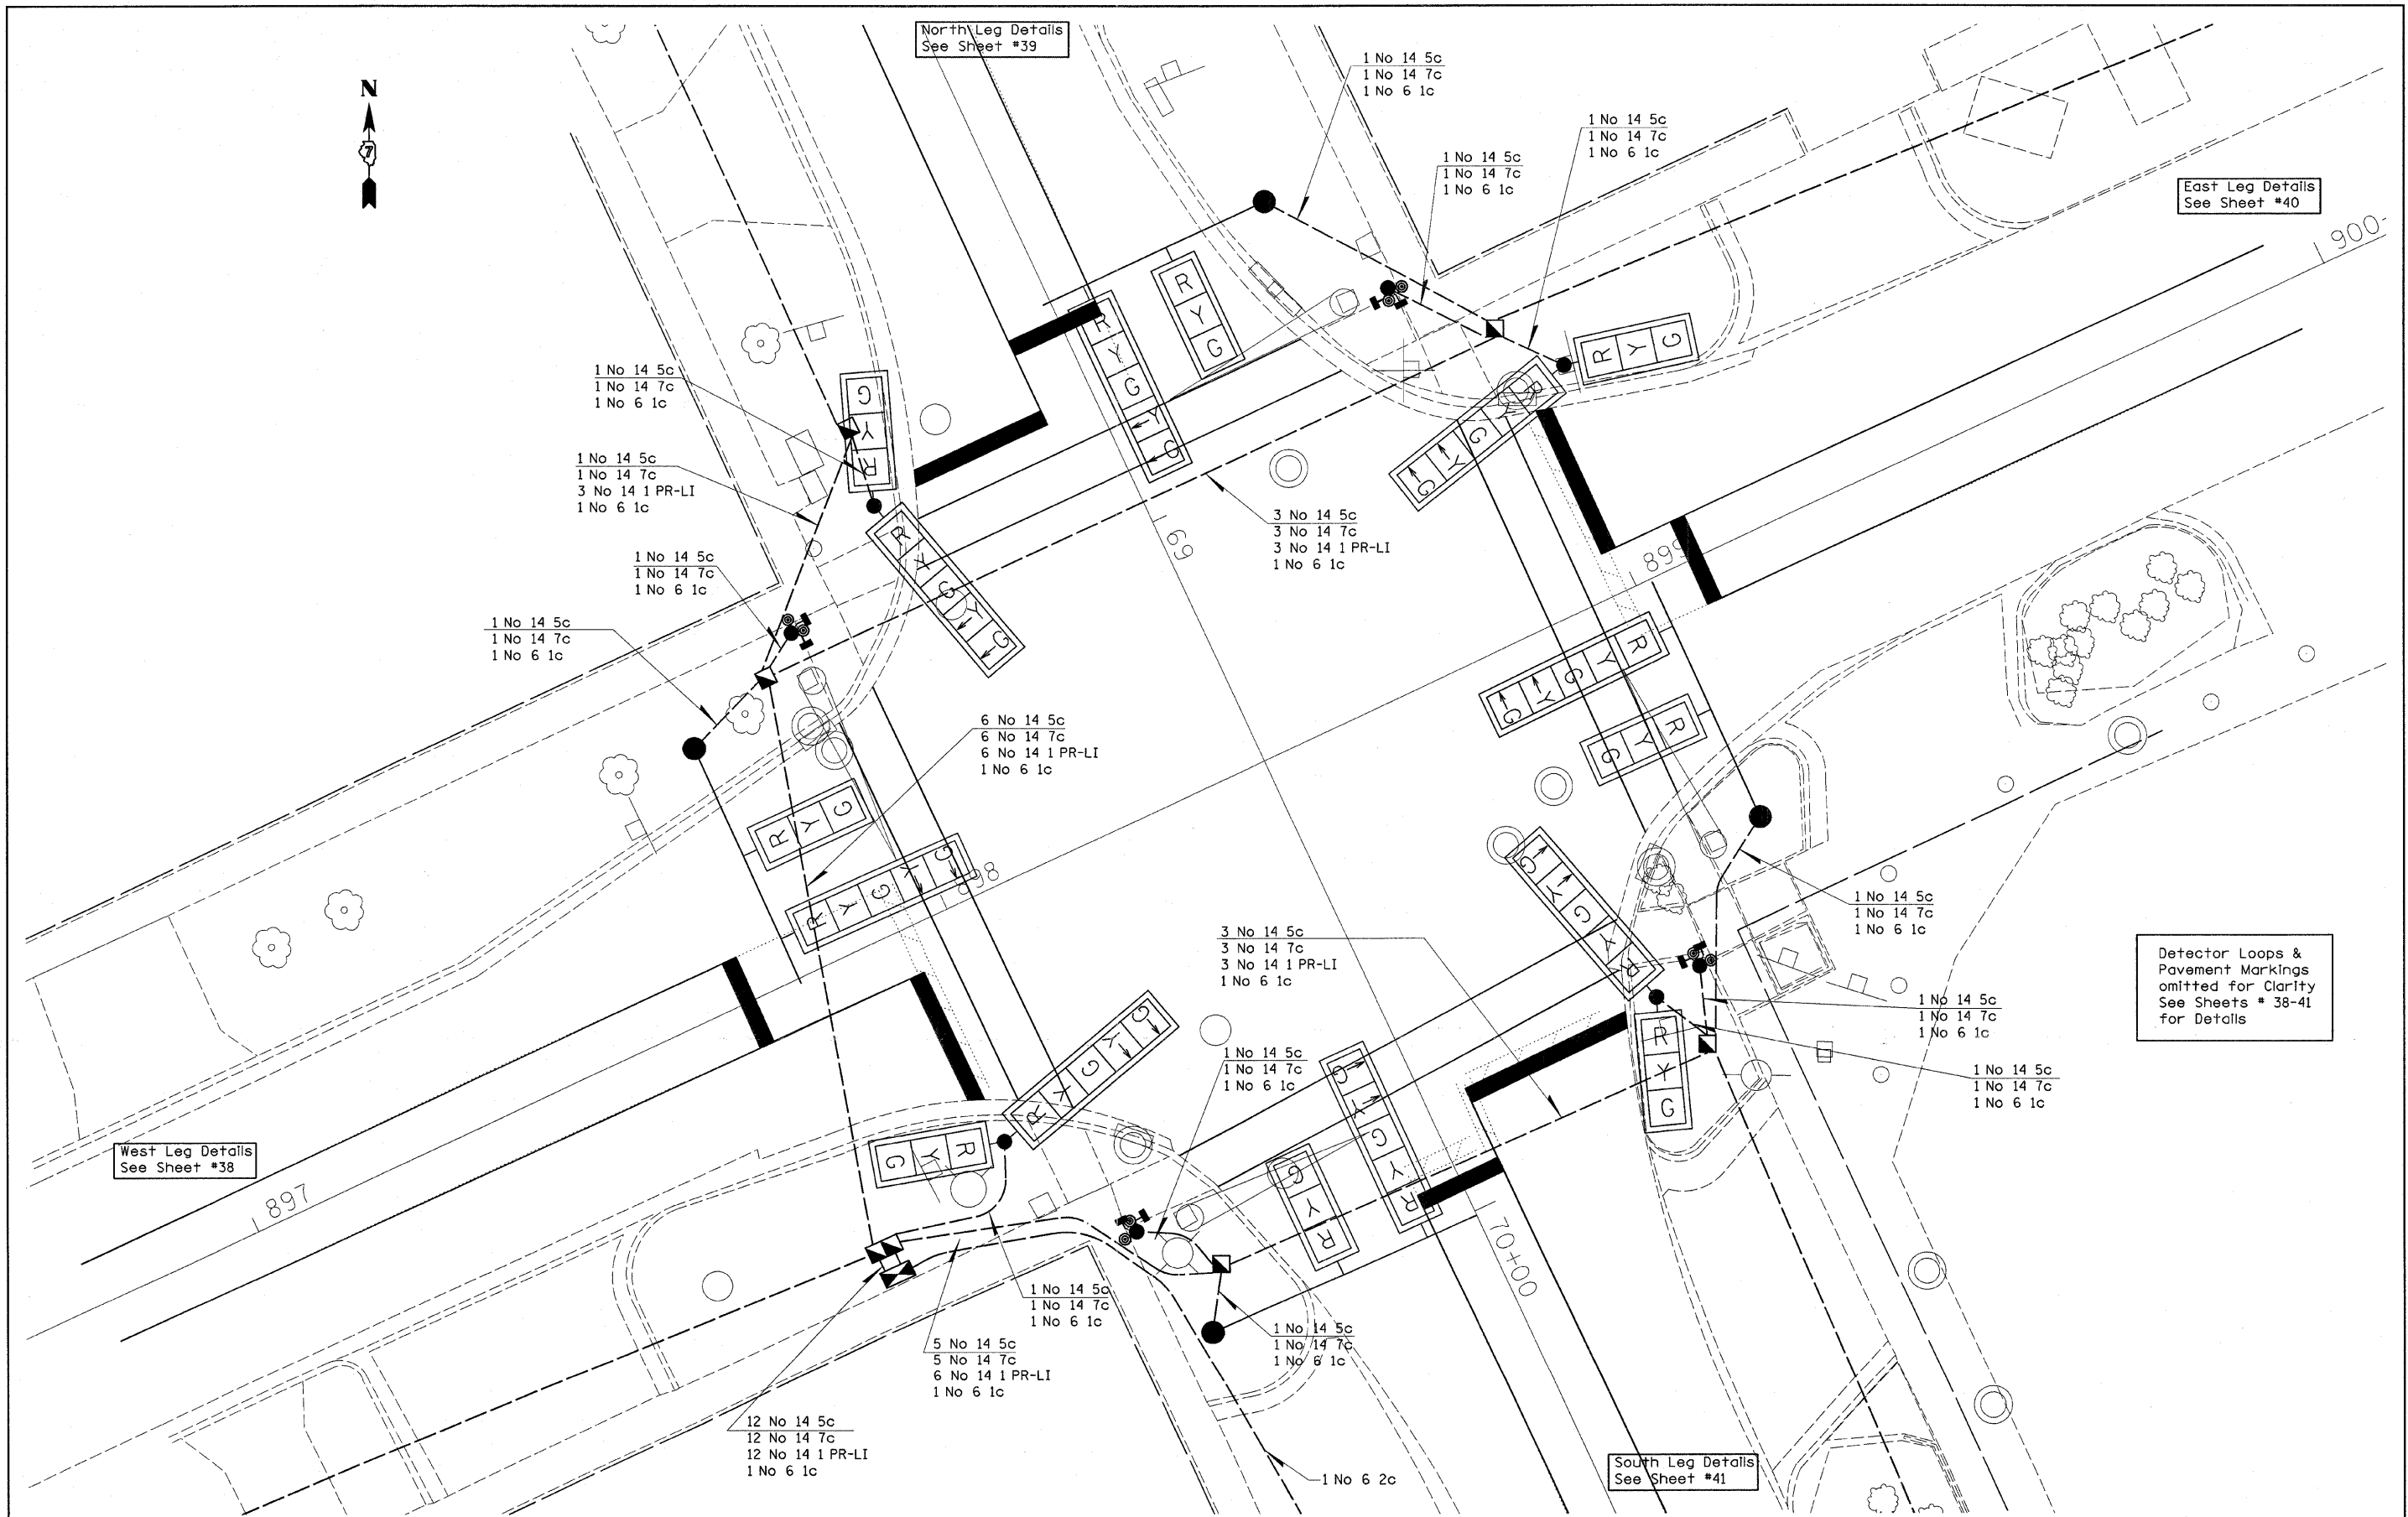 North Leg Details
See Sheet #39
N
7
1 No 14 5c
1 No 14 7c
1 No 6 1c
1 No 14 5c
1 No 14 7c
1 No 6 1c
1 No 14 5c
1 No 14 7c
1 No 6 1c
East Leg Details
See Sheet #40
900
R
Y
G
R
Y
G
Y
G
R Y G
R Y G Y G
1 No 14 5c
1 No 14 7c
1 No 6 1c
G
Y
R
1 No 14 5c
1 No 14 7c
3 No 14 1 PR-LI
1 No 6 1c
3 No 14 5c
3 No 14 7c
3 No 14 1 PR-LI
1 No 6 1c
69
899
1 No 14 5c
1 No 14 7c
1 No 6 1c
R
Y
G
Y
G
1 No 14 5c
1 No 14 7c
1 No 6 1c
R Y G Y G
R Y G
6 No 14 5c
6 No 14 7c
6 No 14 1 PR-LI
1 No 6 1c
R Y G
R Y G Y G
898
G
Y
G
Y
R
1 No 14 5c
1 No 14 7c
1 No 6 1c
3 No 14 5c
3 No 14 7c
3 No 14 1 PR-LI
1 No 6 1c
Detector Loops &
Pavement Markings
omitted for Clarity
See Sheets # 38-41
for Details
1 No 14 5c
1 No 14 7c
1 No 6 1c
R
Y
G
1 No 14 5c
1 No 14 7c
1 No 6 1c
1 No 14 5c
1 No 14 7c
1 No 6 1c
R Y G Y G
G Y R
G
Y
G
Y
R
G
Y
R
West Leg Details
See Sheet #38
897
70+00
1 No 14 5c
1 No 14 7c
1 No 6 1c
1 No 14 5c
1 No 14 7c
1 No 6 1c
5 No 14 5c
5 No 14 7c
6 No 14 1 PR-LI
1 No 6 1c
12 No 14 5c
12 No 14 7c
12 No 14 1 PR-LI
1 No 6 1c
1 No 6 2c
South Leg Details
See Sheet #41